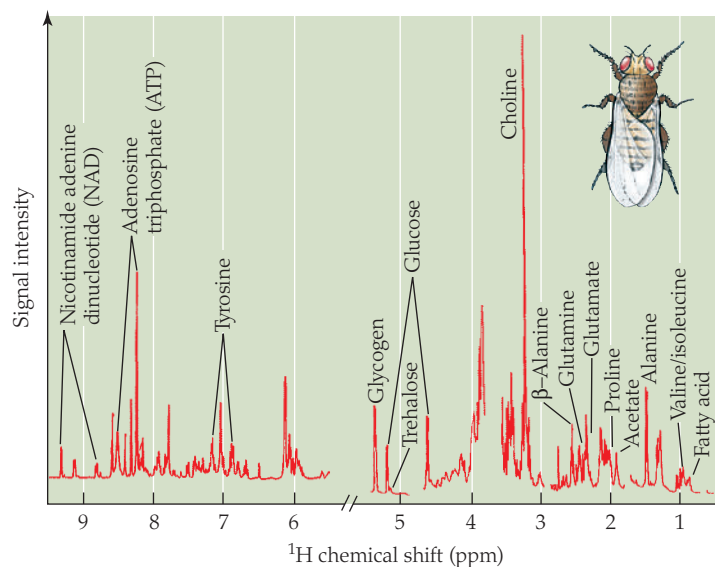 Signal intensity
Nicotinamide adenine
dinucleotide (NAD)
Adenosine
triphosphate (ATP)
Tyrosine
Glycogen
Glucose
Trehalose
Choline
β-Alanine
Glutamine
Glutamate
Proline
Acetate
Alanine
Valine/isoleucine
Fatty acid
9 8 7 6 // 5 4 3 2 1
¹H chemical shift (ppm)